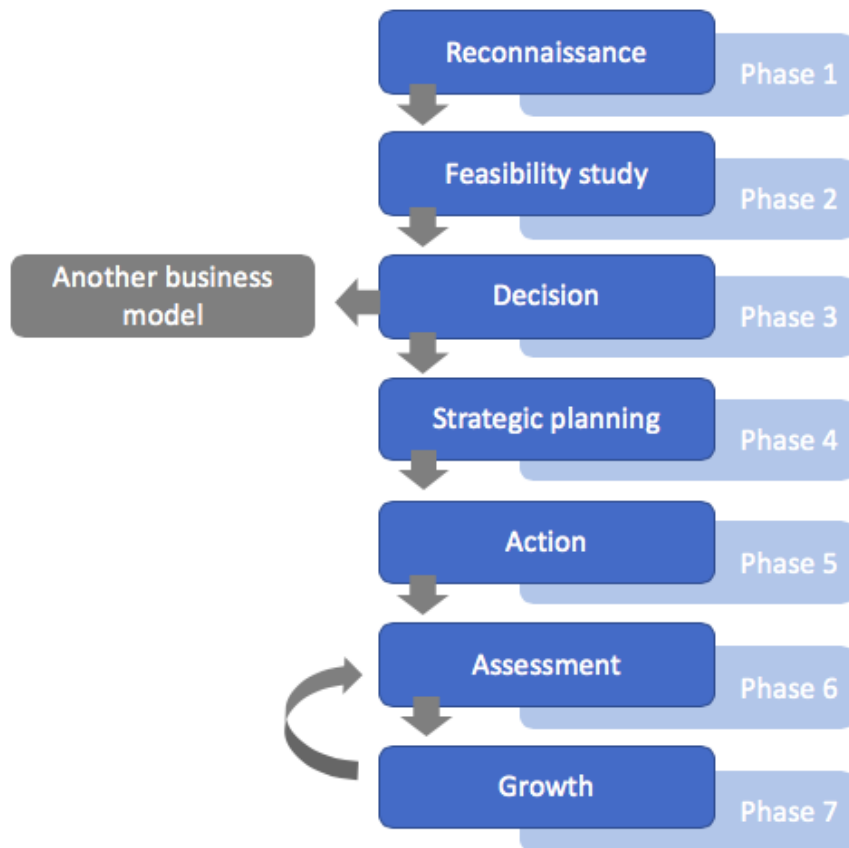 Reconnaissance
Phase 1
Feasibility study
Phase 2
Another business
model
Decision
Phase 3
Strategic planning
Phase 4
Action
Phase 5
Assessment
Phase 6
Growth
Phase 7